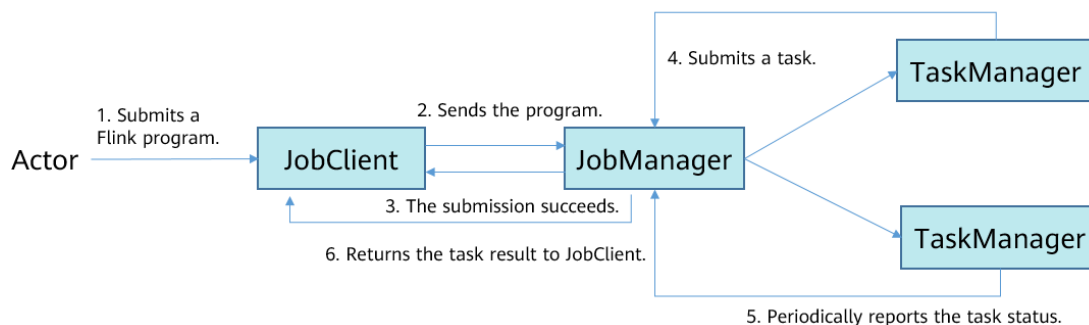 4. Submits a task.
TaskManager
1. Submits a
Flink program.
2. Sends the program.
Actor
JobClient
JobManager
3. The submission succeeds.
TaskManager
6. Returns the task result to JobClient.
5. Periodically reports the task status.